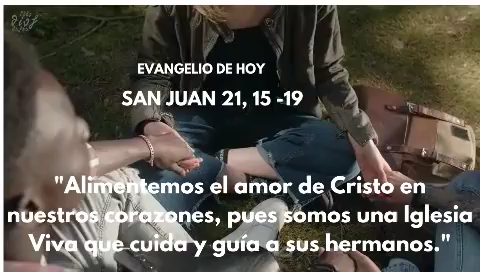 EVANGELIO DE HOY
SAN JUAN 21, 15 -19
"Alimentemos el amor de Cristo en
nuestros corazones, pues somos una Iglesia
Viva que cuida y guía a sus hermanos."